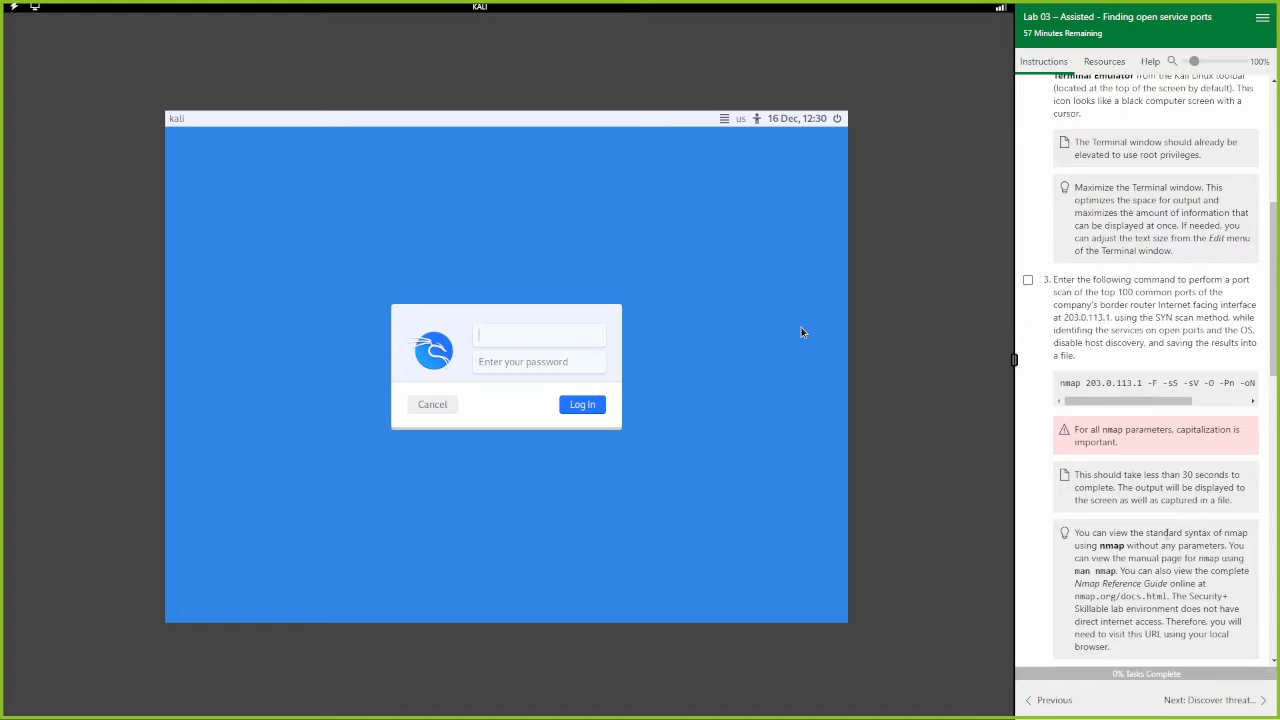 KALI
kali
us
16 Dec, 12:30
Enter your password
Cancel
Log In
Lab 03 – Assisted - Finding open service ports
57 Minutes Remaining
Instructions
Resources
Help
100%
Terminal Emulator from the Kali Linux toolbar
(located at the top of the screen by default). This
icon looks like a black computer screen with a
cursor.
The Terminal window should already be
elevated to use root privileges.
Maximize the Terminal window. This
optimizes the space for output and
maximizes the amount of information that
can be displayed at once. If needed, you
can adjust the text size from the Edit menu
of the Terminal window.
3. Enter the following command to perform a port
scan of the top 100 common ports of the
company's border router Internet facing interface
at 203.0.113.1, using the SYN scan method, while
identifing the services on open ports and the OS,
disable host discovery, and saving the results into
a file.
nmap 203.0.113.1 -F -sS -sV -O -Pn -oN
For all nmap parameters, capitalization is
important.
This should take less than 30 seconds to
complete. The output will be displayed to
the screen as well as captured in a file.
You can view the standard syntax of nmap
using nmap without any parameters. You
can view the manual page for nmap using
man nmap. You can also view the complete
Nmap Reference Guide online at
nmap.org/docs.html. The Security+
Skillable lab environment does not have
direct internet access. Therefore, you will
need to visit this URL using your local
browser.
0% Tasks Complete
Previous
Next: Discover threat...